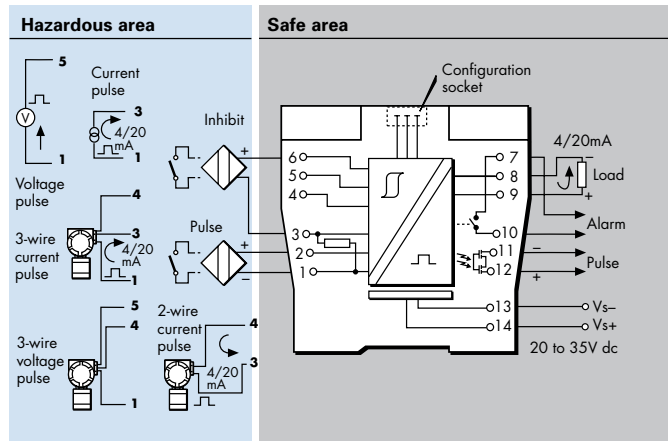 Hazardous area
Safe area
5
V
1
Voltage
pulse
Current
pulse
3
4/20
mA
1
Inhibit
+
3-wire
current
pulse
4
3
4/20
mA
1
Pulse
+
−
3-wire
voltage
pulse
5
4
1
2-wire
current
pulse
4
4/20
mA
3
Configuration
socket
6
5
4
3
2
1
7
8
9
10
11
12
13
14
4/20mA
−
Load
+
Alarm
−
Pulse
+
Vs–
Vs+
20 to 35V dc